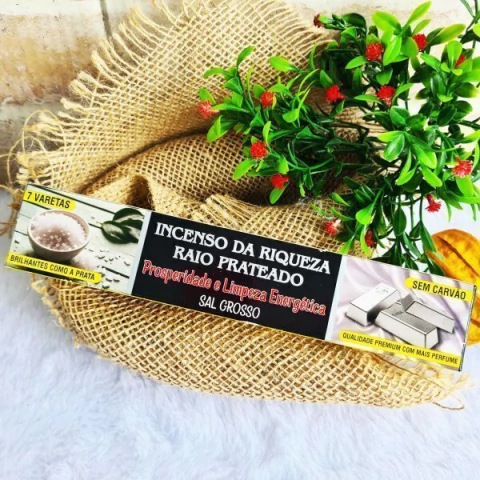 7 VARETAS
BRILHANTES COMO A PRATA
INCENSO DA RIQUEZA
RAIO PRATEADO
Prosperidade e Limpeza Energética
SAL GROSSO
SEM CARVÃO
QUALIDADE PREMIUM COM MAIS PERFUME